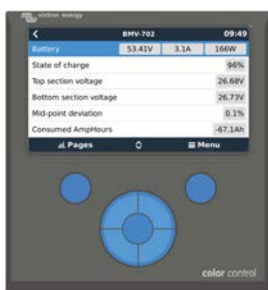 victron energy
BMV-702 09:49
Battery 53.41V 3.1A 166W
State of charge 96%
Top section voltage 26.68V
Bottom section voltage 26.73V
Mid-point deviation 0.1%
Consumed AmpHours -67.1Ah
Pages Menu
color control